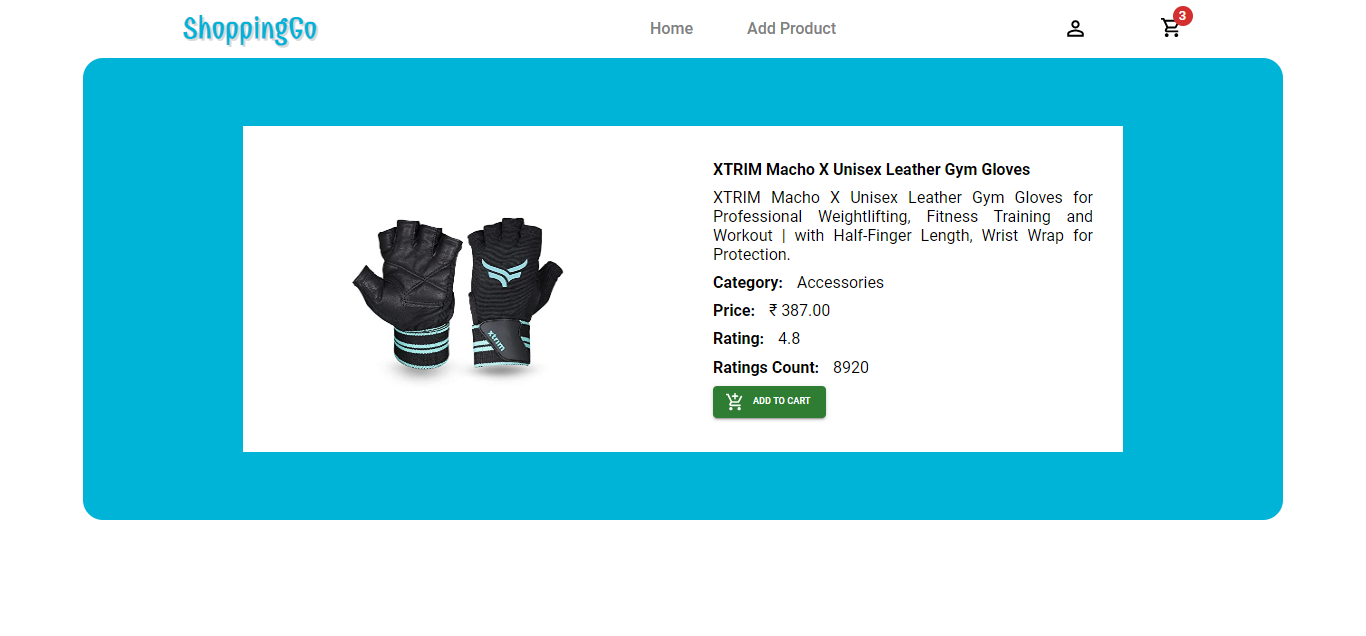 ShoppingGo
Home
Add Product
3
XTRIM Macho X Unisex Leather Gym Gloves
XTRIM Macho X Unisex Leather Gym Gloves for
Professional Weightlifting, Fitness Training and
Workout | with Half-Finger Length, Wrist Wrap for
Protection.
Category: Accessories
Price: ₹ 387.00
Rating: 4.8
Ratings Count: 8920
ADD TO CART
xtrim